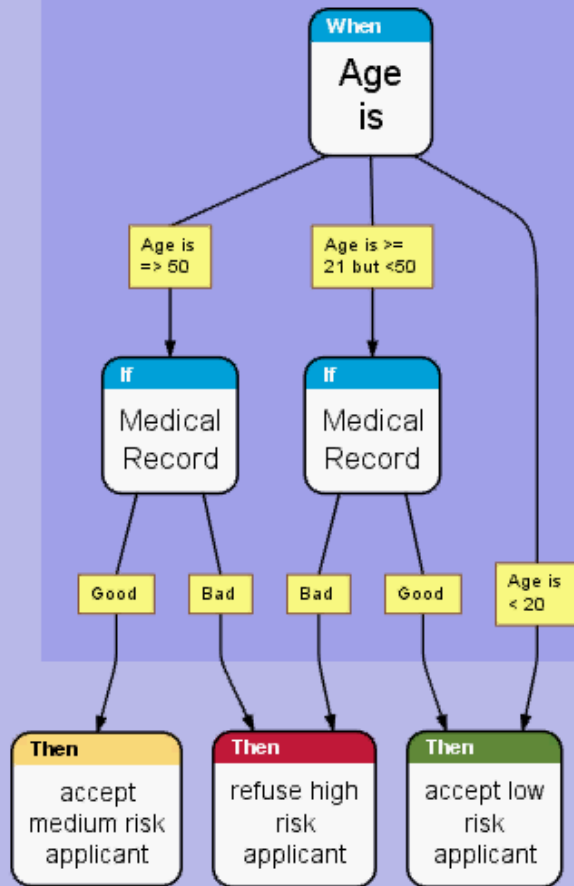 When
Age
is
Age is
=> 50
Age is >=
21 but <50
If
Medical
Record
If
Medical
Record
Good
Bad
Bad
Good
Age is
< 20
Then
accept
medium risk
applicant
Then
refuse high
risk
applicant
Then
accept low
risk
applicant